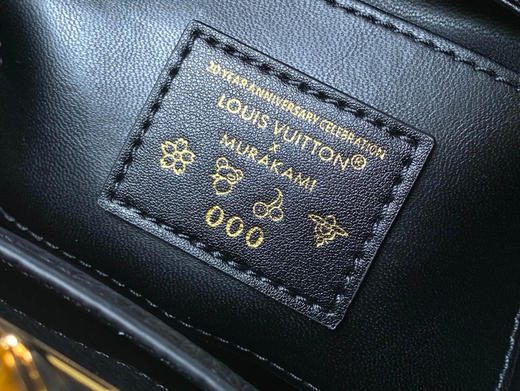 20 YEAR ANNIVERSARY CELEBRATION
LOUIS VUITTON®
X
MURAKAMI
000